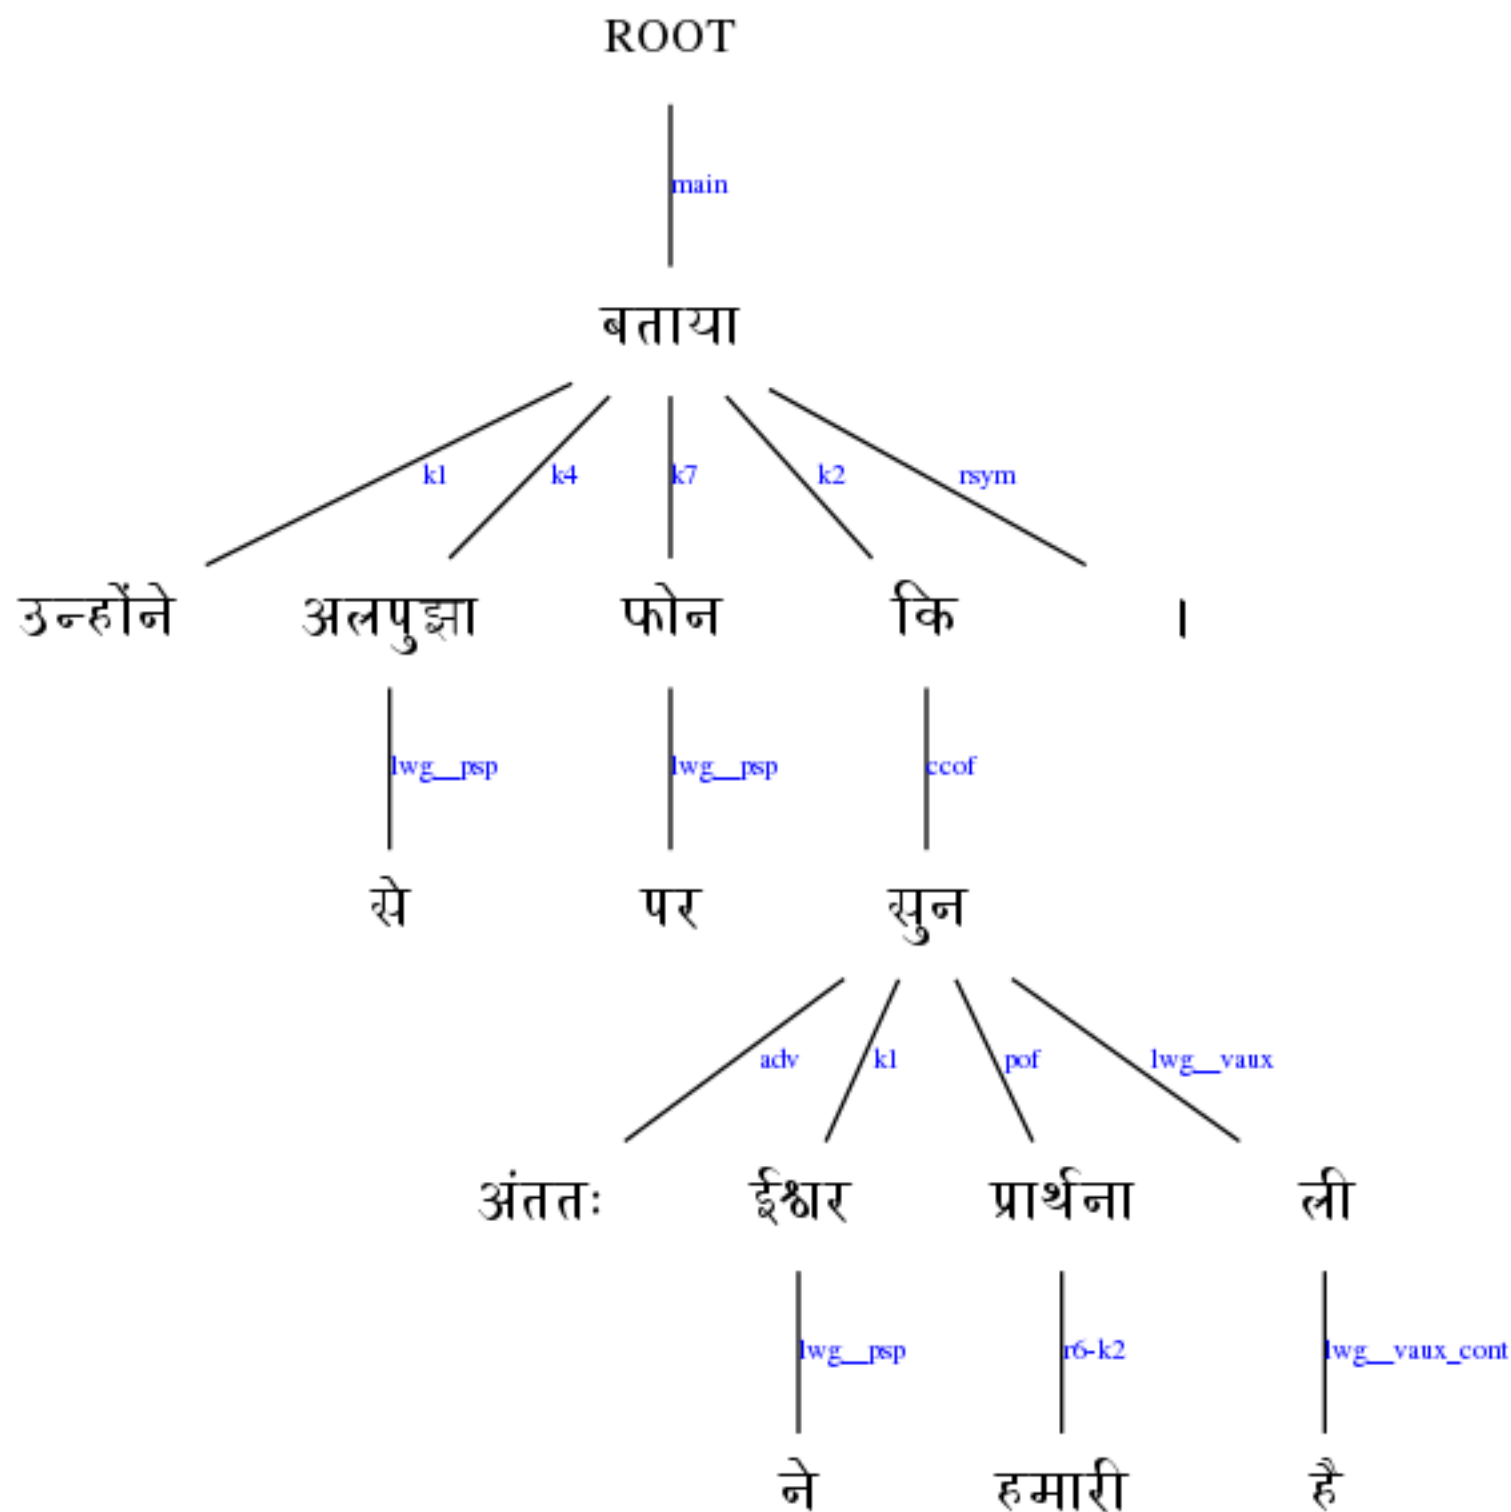 ROOT
main
बताया
k1 k4 k7 k2 rsym
उन्होंने अलपुझा फोन कि ।
lwg__psp lwg__psp ccof
से पर सुन
adv k1 pof lwg__vaux
अंततः ईश्वर प्रार्थना ली
lwg__psp r6-k2 lwg__vaux_cont
ने हमारी है